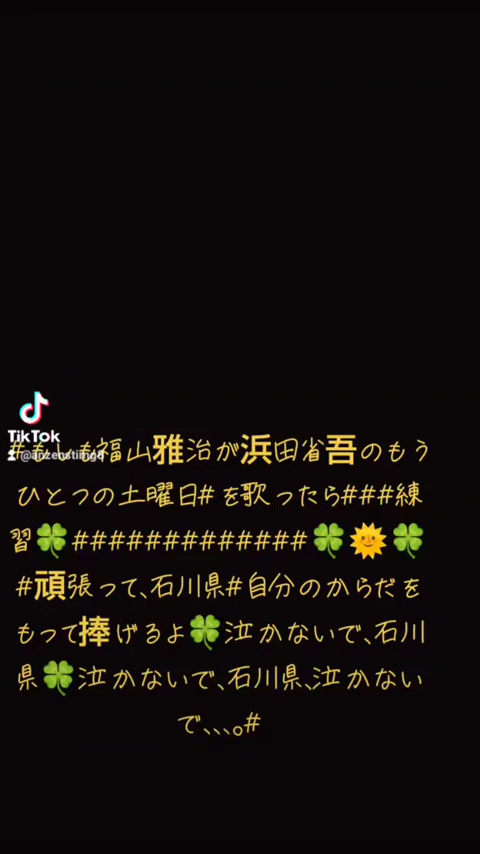 TikTok
#もしも福山雅治が浜田省吾のもう
ひとつの土曜日#を歌ったら###練
習🍀#############🍀🌞🍀
#頑張って、石川県#自分のからだを
もって捧げるよ🍀泣かないで、石川
県🍀泣かないで、石川県、泣かない
で、、、。#